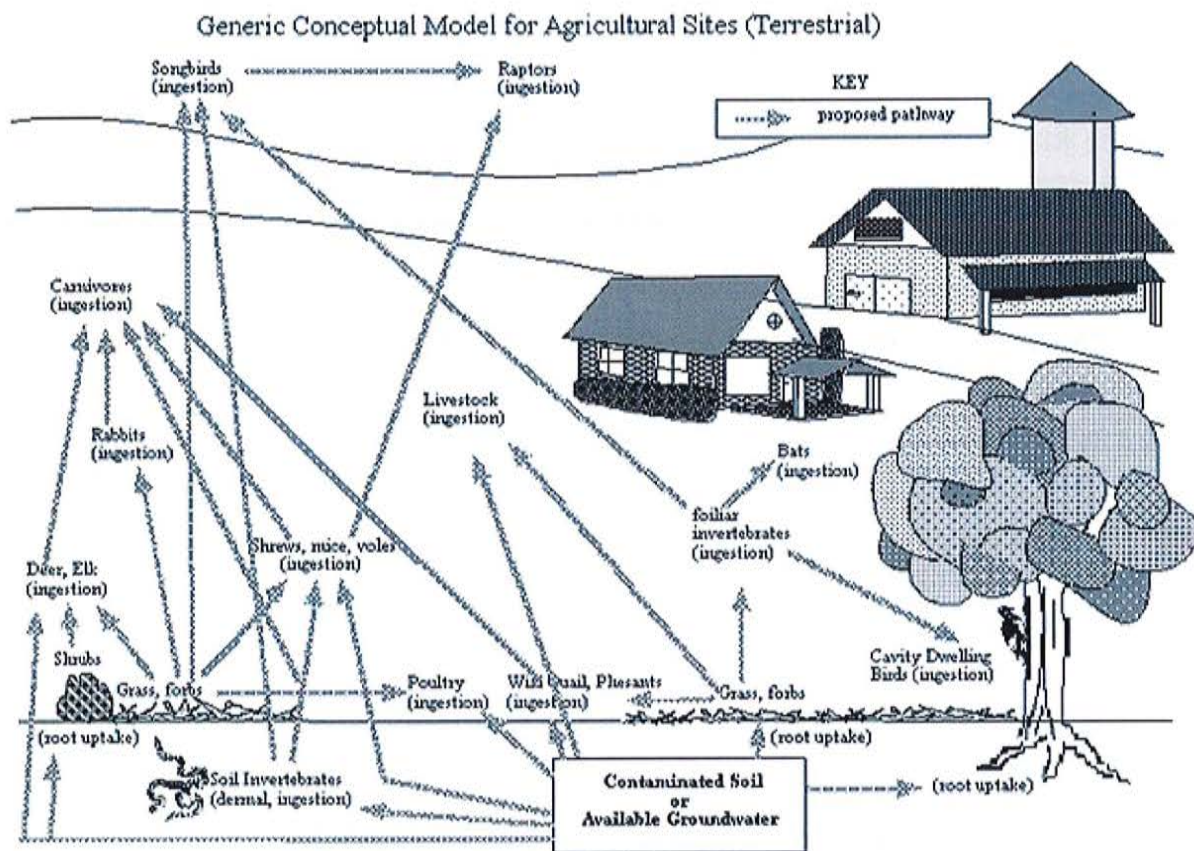 Generic Conceptual Model for Agricultural Sites (Terrestrial)
Songbirds
(ingestion)
Raptors
(ingestion)
KEY
proposed pathway
Carnivores
(ingestion)
Livestock
(ingestion)
Rabbits
(ingestion)
Bats
(ingestion)
foiliar
invertebrates
(ingestion)
Shrews, mice, voles
(ingestion)
Deer, Elk
(ingestion)
Shrubs
Grass, forbs
Poultry
(ingestion)
Quail, Phesants
(ingestion)
Grass, forbs
Cavity Dwelling
Birds (ingestion)
(root uptake)
(root uptake)
Soil Invertebrates
(dermal, ingestion)
Contaminated Soil
or
Available Groundwater
(root uptake)